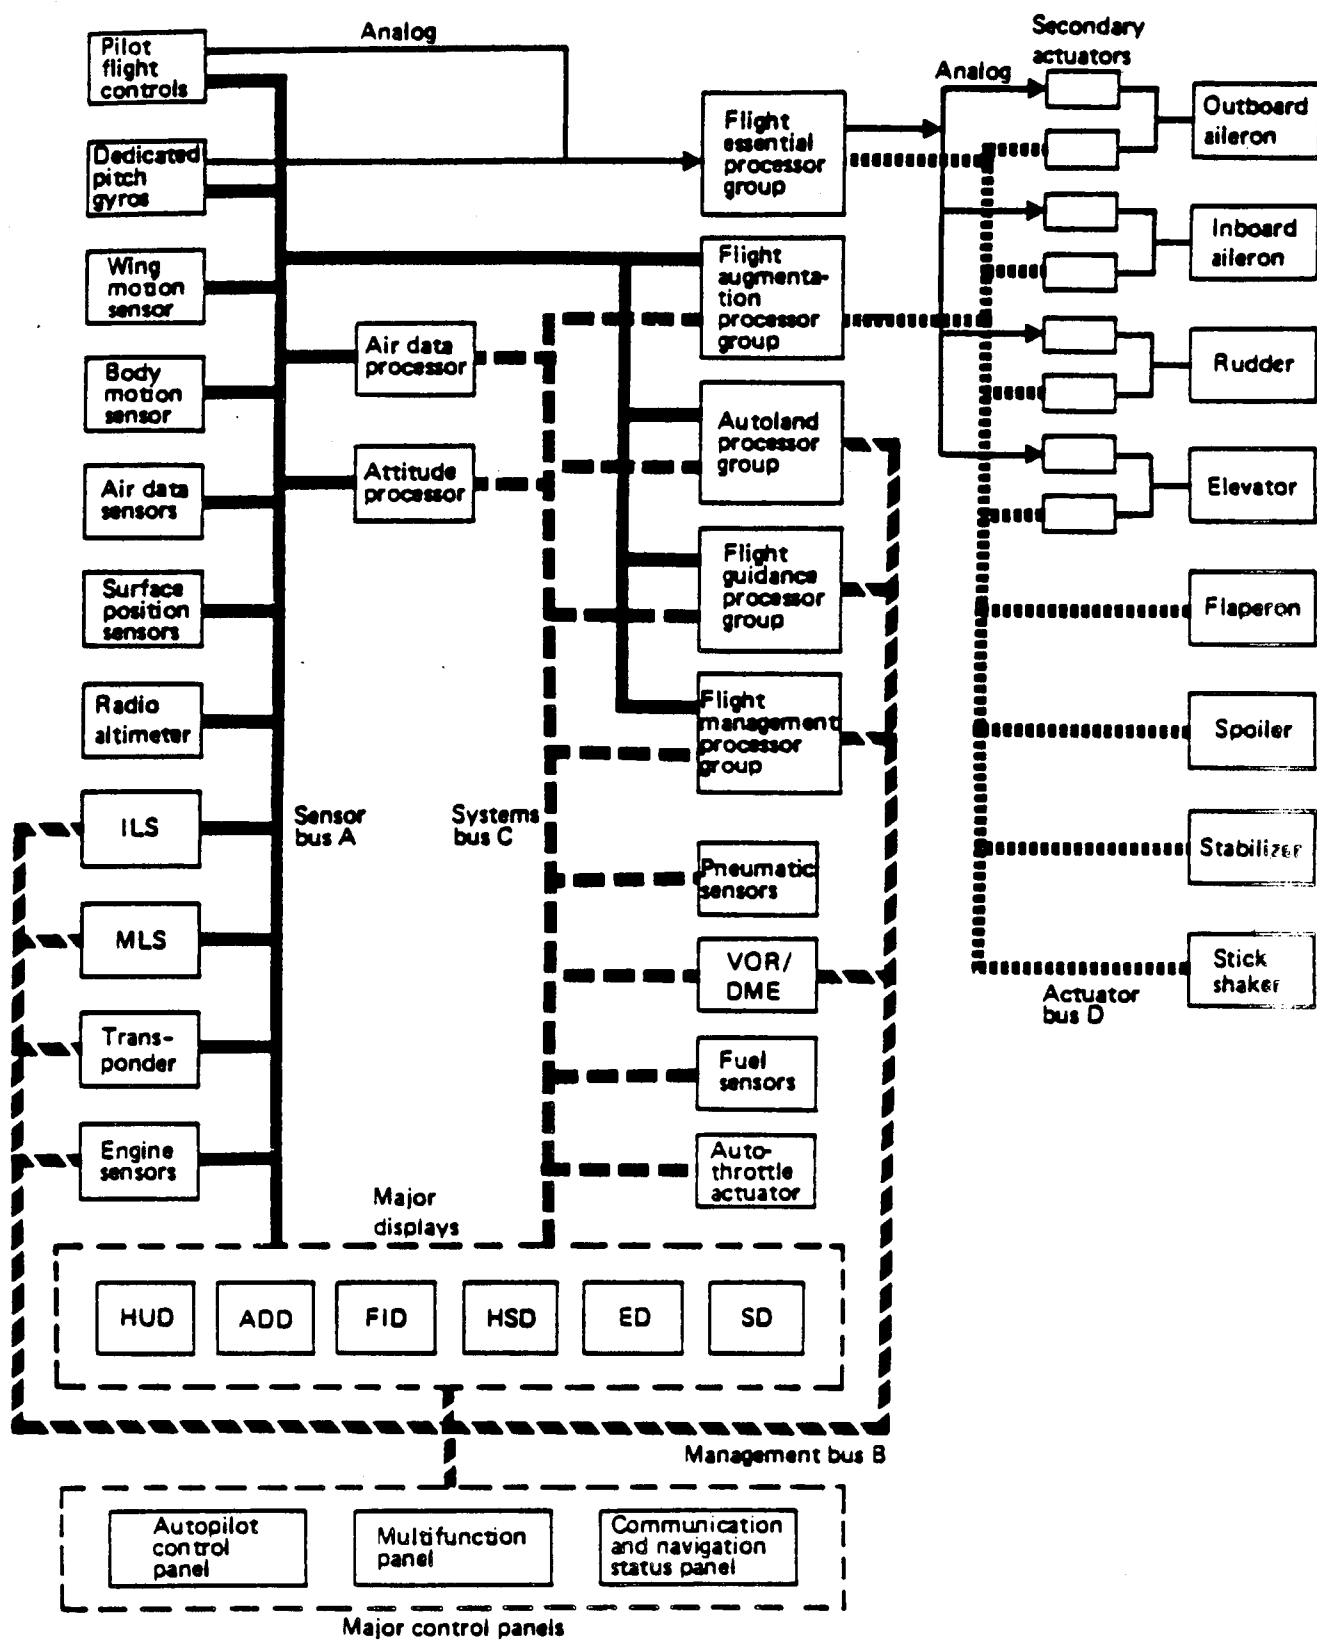 Pilot
flight
controls
Analog
Dedicated
pitch
gyros
Wing
motion
sensor
Body
motion
sensor
Air data
sensors
Surface
position
sensors
Radio
altimeter
ILS
MLS
Trans-
ponder
Engine
sensors
Air data
processor
Attitude
processor
Sensor
bus A
Systems
bus C
Flight
essential
processor
group
Flight
augmenta-
tion
processor
group
Autoland
processor
group
Flight
guidance
processor
group
Flight
management
processor
group
Pneumatic
sensors
VOR/
DME
Fuel
sensors
Auto-
throttle
actuator
Secondary
actuators
Analog
Outboard
aileron
Inboard
aileron
Rudder
Elevator
Flaperon
Spoiler
Stabilizer
Stick
shaker
Actuator
bus D
Major
displays
HUD
ADD
FID
HSD
ED
SD
Management bus B
Autopilot
control
panel
Multifunction
panel
Communication
and navigation
status panel
Major control panels